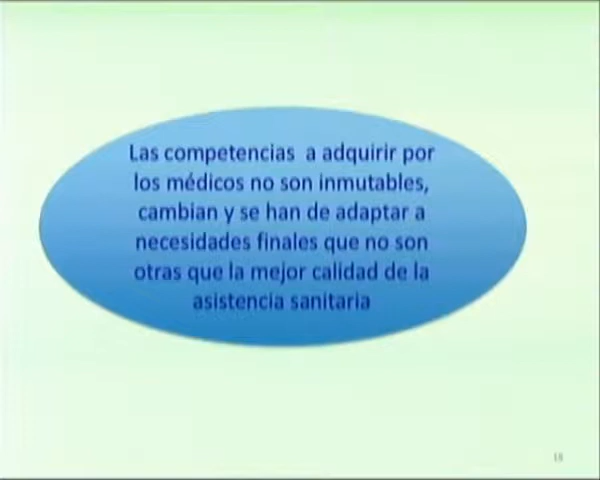 Las competencias a adquirir por
los médicos no son inmutables,
cambian y se han de adaptar a
necesidades finales que no son
otras que la mejor calidad de la
asistencia sanitaria
18